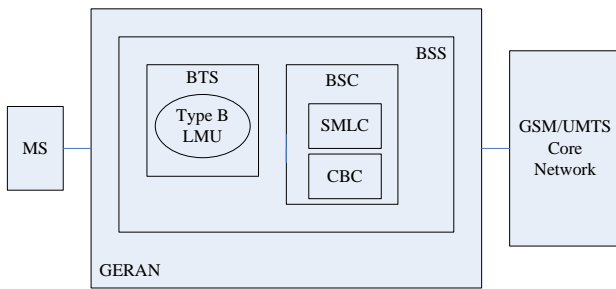 BSS
BTS
BSC
Type B
LMU
SMLC
CBC
MS
GSM/UMTS
Core
Network
GERAN